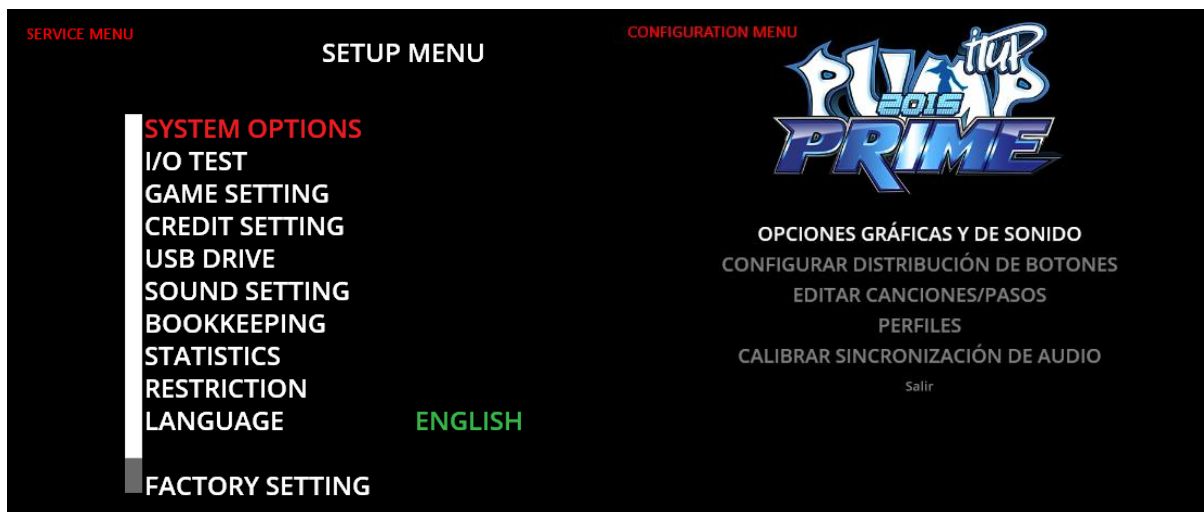 SERVICE MENU
SETUP MENU
SYSTEM OPTIONS
I/O TEST
GAME SETTING
CREDIT SETTING
USB DRIVE
SOUND SETTING
BOOKKEEPING
STATISTICS
RESTRICTION
LANGUAGE ENGLISH
FACTORY SETTING
CONFIGURATION MENU
PUMP it up
2015
PRIME
OPCIONES GRÁFICAS Y DE SONIDO
CONFIGURAR DISTRIBUCIÓN DE BOTONES
EDITAR CANCIONES/PASOS
PERFILES
CALIBRAR SINCRONIZACIÓN DE AUDIO
Salir